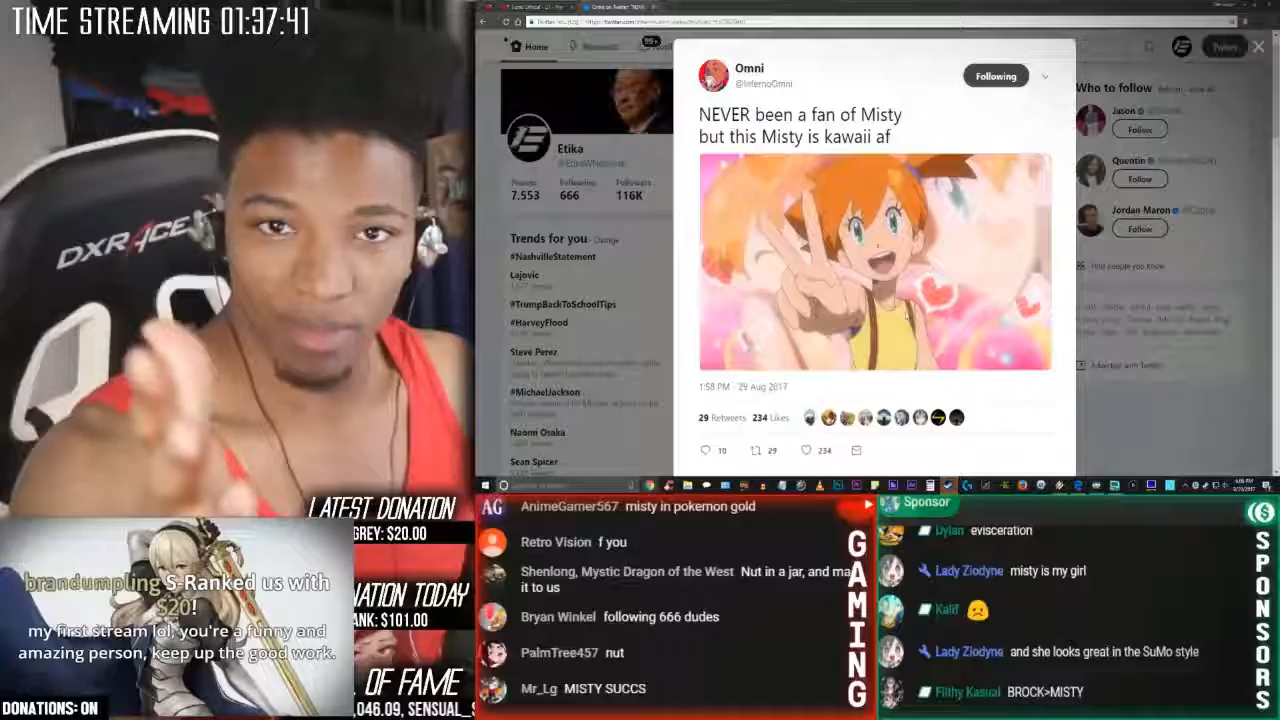 TIME STREAMING 01:37:41
DXRACER
Home
99+
Omni
@InfernoOmni
Following
NEVER been a fan of Misty
but this Misty is kawaii af
1:58 PM - 29 Aug 2017
29 Retweets 234 Likes
10 29 234
Etika
7,553 666 116K
Trends for you · Change
#NashvilleStatement
Lajovic
#TrumpBackToSchoolTips
#HarveyFlood
Steve Perez
#MichaelJackson
Naomi Osaka
Sean Spicer
Who to follow
Jason
Follow
Quentin
Follow
Jordan Maron
Follow
Find people you know
LATEST DONATION
GREY: $20.00
NATION TODAY
ANK: $101.00
OF FAME
,046.09, SENSUAL_S
brandumpling S-Ranked us with
$20!
my first stream lol, you're a funny and
amazing person, keep up the good work.
DONATIONS: ON
AG AnimeGamer567 misty in pokemon gold
Retro Vision f you
Shenlong, Mystic Dragon of the West Nut in a jar, and ma
it to us
Bryan Winkel following 666 dudes
PalmTree457 nut
Mr_Lg MISTY SUCCS
GAMING
Sponsor
Dylan evisceration
Lady Ziodyne misty is my girl
Kalif
Lady Ziodyne and she looks great in the SuMo style
Filthy Kasual BROCK>MISTY
SPONSORS